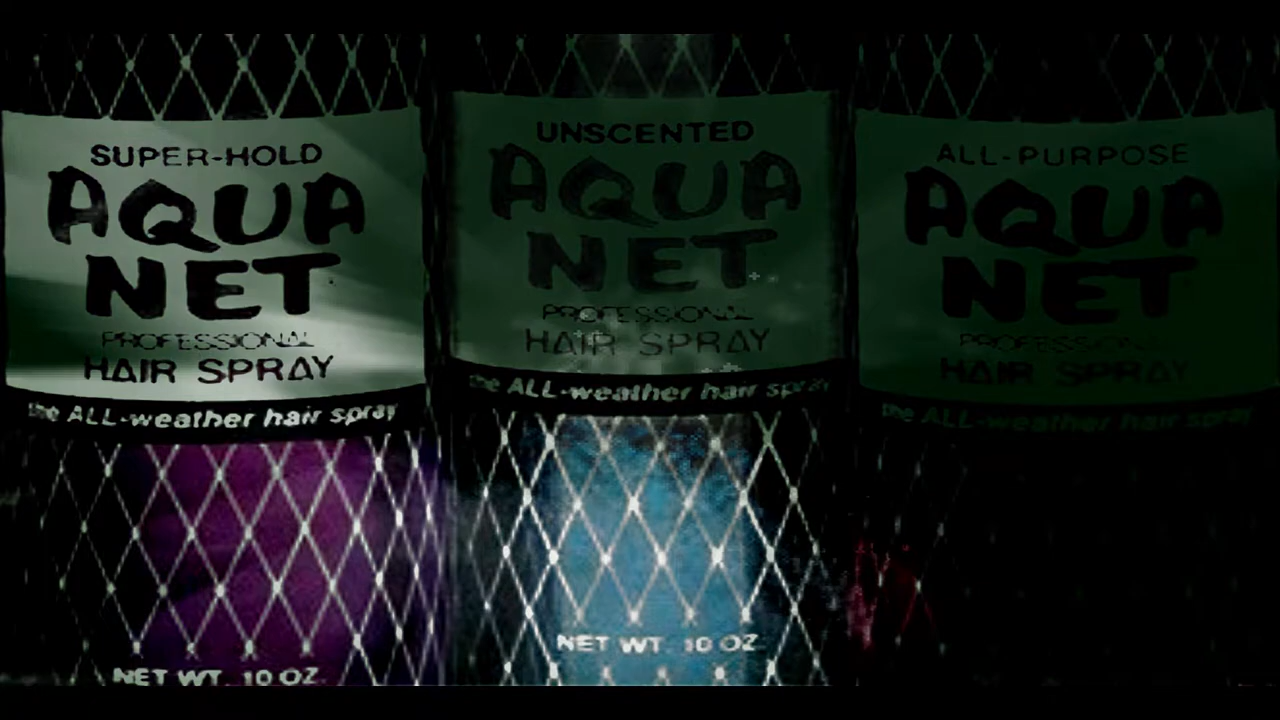 SUPER-HOLD
AQUA
NET
PROFESSIONAL
HAIR SPRAY
the ALL-weather hair spray
NET WT. 10 OZ.
UNSCENTED
AQUA
NET
PROFESSIONAL
HAIR SPRAY
the ALL-weather hair spray
NET WT. 10 OZ.
ALL-PURPOSE
AQUA
NET
PROFESSIONAL
HAIR SPRAY
the ALL-weather hair spray